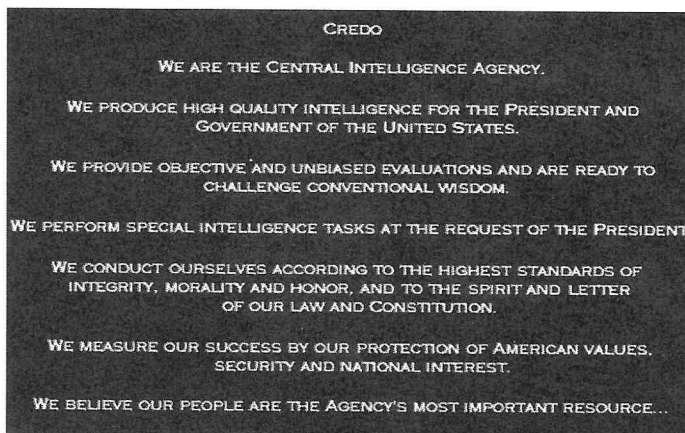 CREDO
WE ARE THE CENTRAL INTELLIGENCE AGENCY.
WE PRODUCE HIGH QUALITY INTELLIGENCE FOR THE PRESIDENT AND
GOVERNMENT OF THE UNITED STATES.
WE PROVIDE OBJECTIVE AND UNBIASED EVALUATIONS AND ARE READY TO
CHALLENGE CONVENTIONAL WISDOM.
WE PERFORM SPECIAL INTELLIGENCE TASKS AT THE REQUEST OF THE PRESIDENT
WE CONDUCT OURSELVES ACCORDING TO THE HIGHEST STANDARDS OF
INTEGRITY, MORALITY AND HONOR, AND TO THE SPIRIT AND LETTER
OF OUR LAW AND CONSTITUTION.
WE MEASURE OUR SUCCESS BY OUR PROTECTION OF AMERICAN VALUES,
SECURITY AND NATIONAL INTEREST.
WE BELIEVE OUR PEOPLE ARE THE AGENCY'S MOST IMPORTANT RESOURCE...